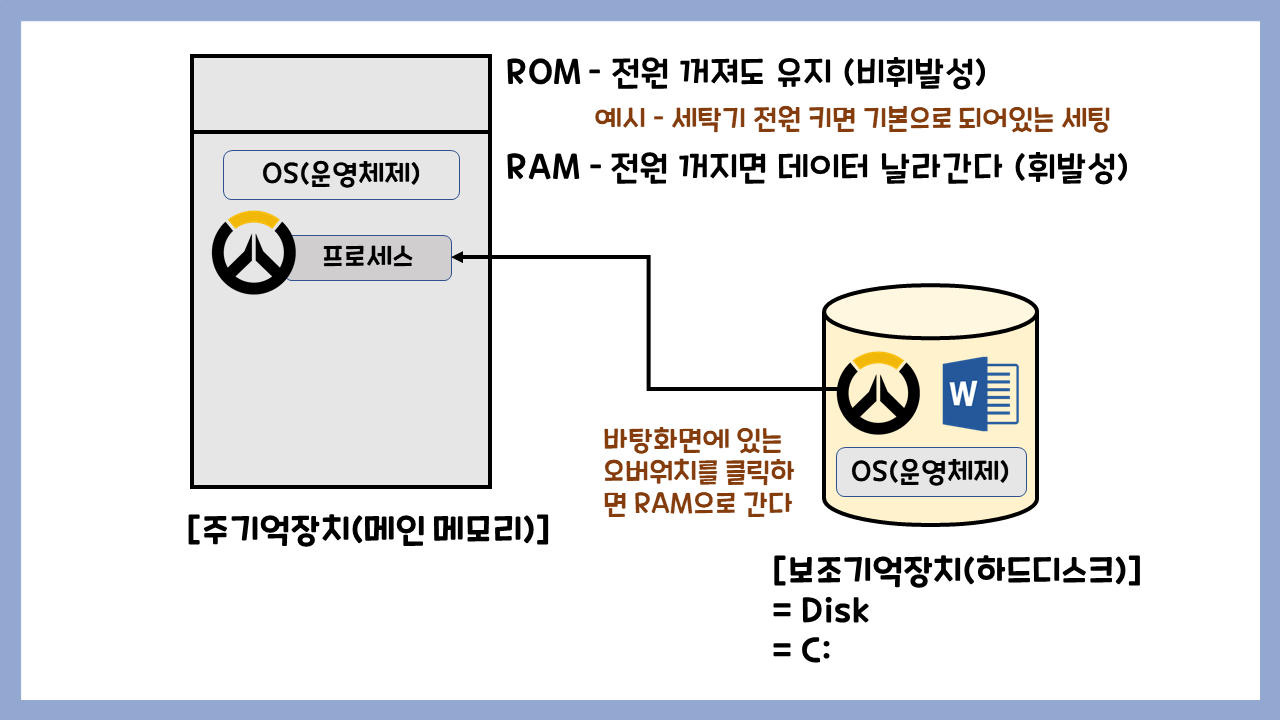 ROM - 전원 꺼져도 유지 (비휘발성)
예시 - 세탁기 전원 키면 기본으로 되어있는 세팅
RAM - 전원 꺼지면 데이터 날라간다 (휘발성)
OS(운영체제)
프로세스
W
바탕화면에 있는
오버워치를 클릭하
면 RAM으로 간다
OS(운영체제)
[주기억장치(메인 메모리)]
[보조기억장치(하드디스크)]
= Disk
= C: